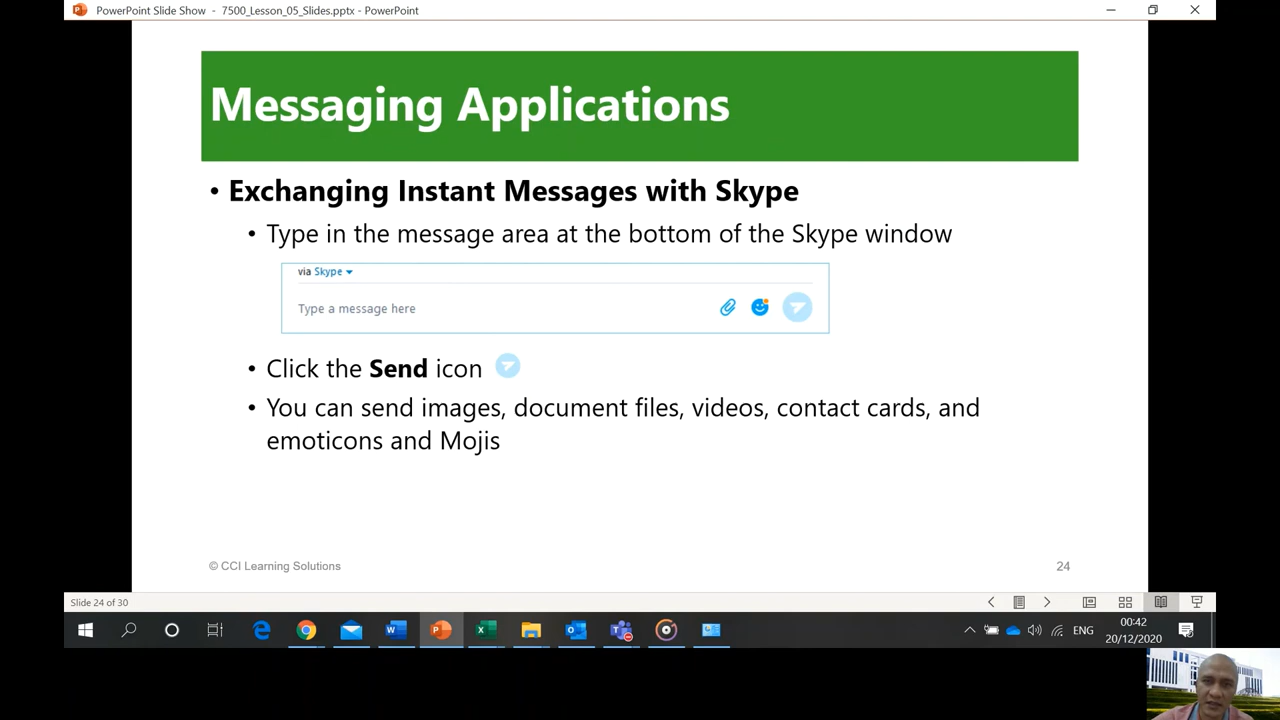 PowerPoint Slide Show - 7500_Lesson_05_Slides.pptx - PowerPoint
Messaging Applications
• Exchanging Instant Messages with Skype
• Type in the message area at the bottom of the Skype window
via Skype
Type a message here
• Click the Send icon
• You can send images, document files, videos, contact cards, and
emoticons and Mojis
© CCI Learning Solutions
24
Slide 24 of 30
ENG
00:42
20/12/2020